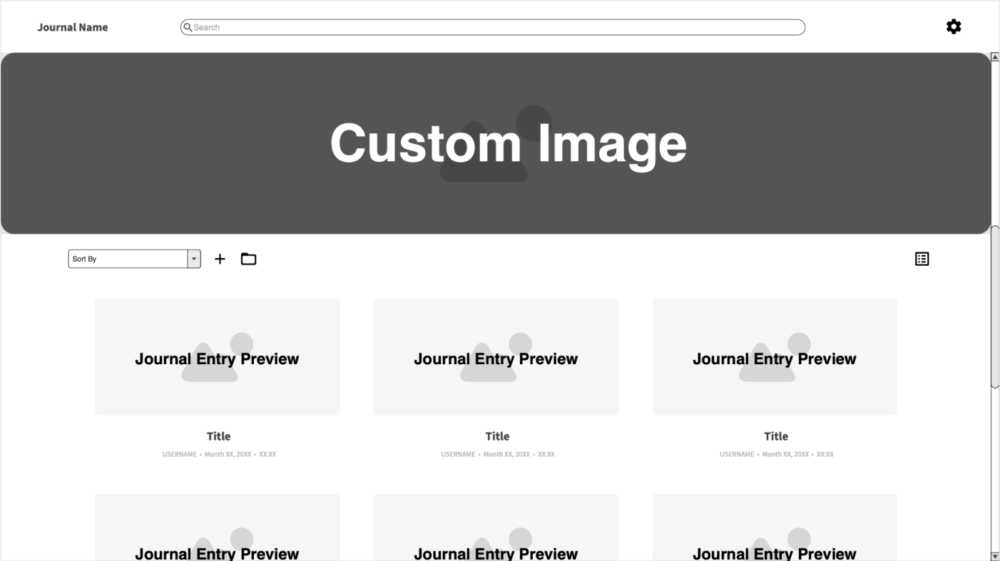 Journal Name
Search
Custom Image
Sort By
Journal Entry Preview
Journal Entry Preview
Journal Entry Preview
Title
Title
Title
USERNAME • Month XX, 20XX • XX:XX
USERNAME • Month XX, 20XX • XX:XX
USERNAME • Month XX, 20XX • XX:XX
Journal Entry Preview
Journal Entry Preview
Journal Entry Preview